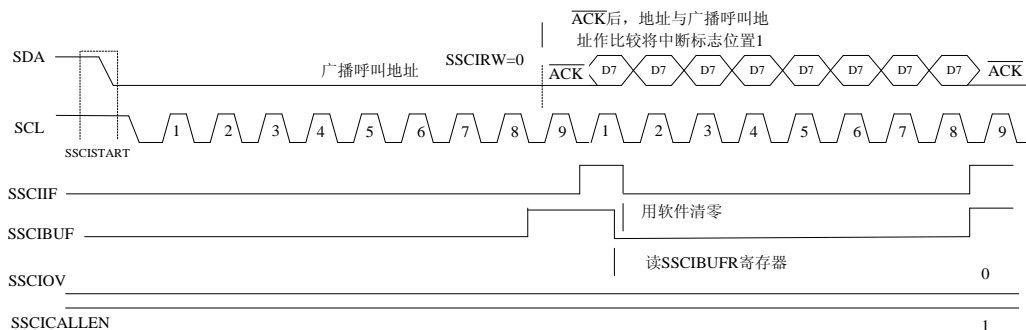 ACK后，地址与广播呼叫地
址作比较将中断标志位置1
SDA
广播呼叫地址
SSCIRW=0
ACK
D7 D7 D7 D7 D7 D7 D7 D7
ACK
SCL
1 2 3 4 5 6 7 8 9 1 2 3 4 5 6 7 8 9
SSCISTART
SSCIIF
用软件清零
SSCIBUF
读SSCIBUFR寄存器
SSCIOV
0
SSCICALLEN
1